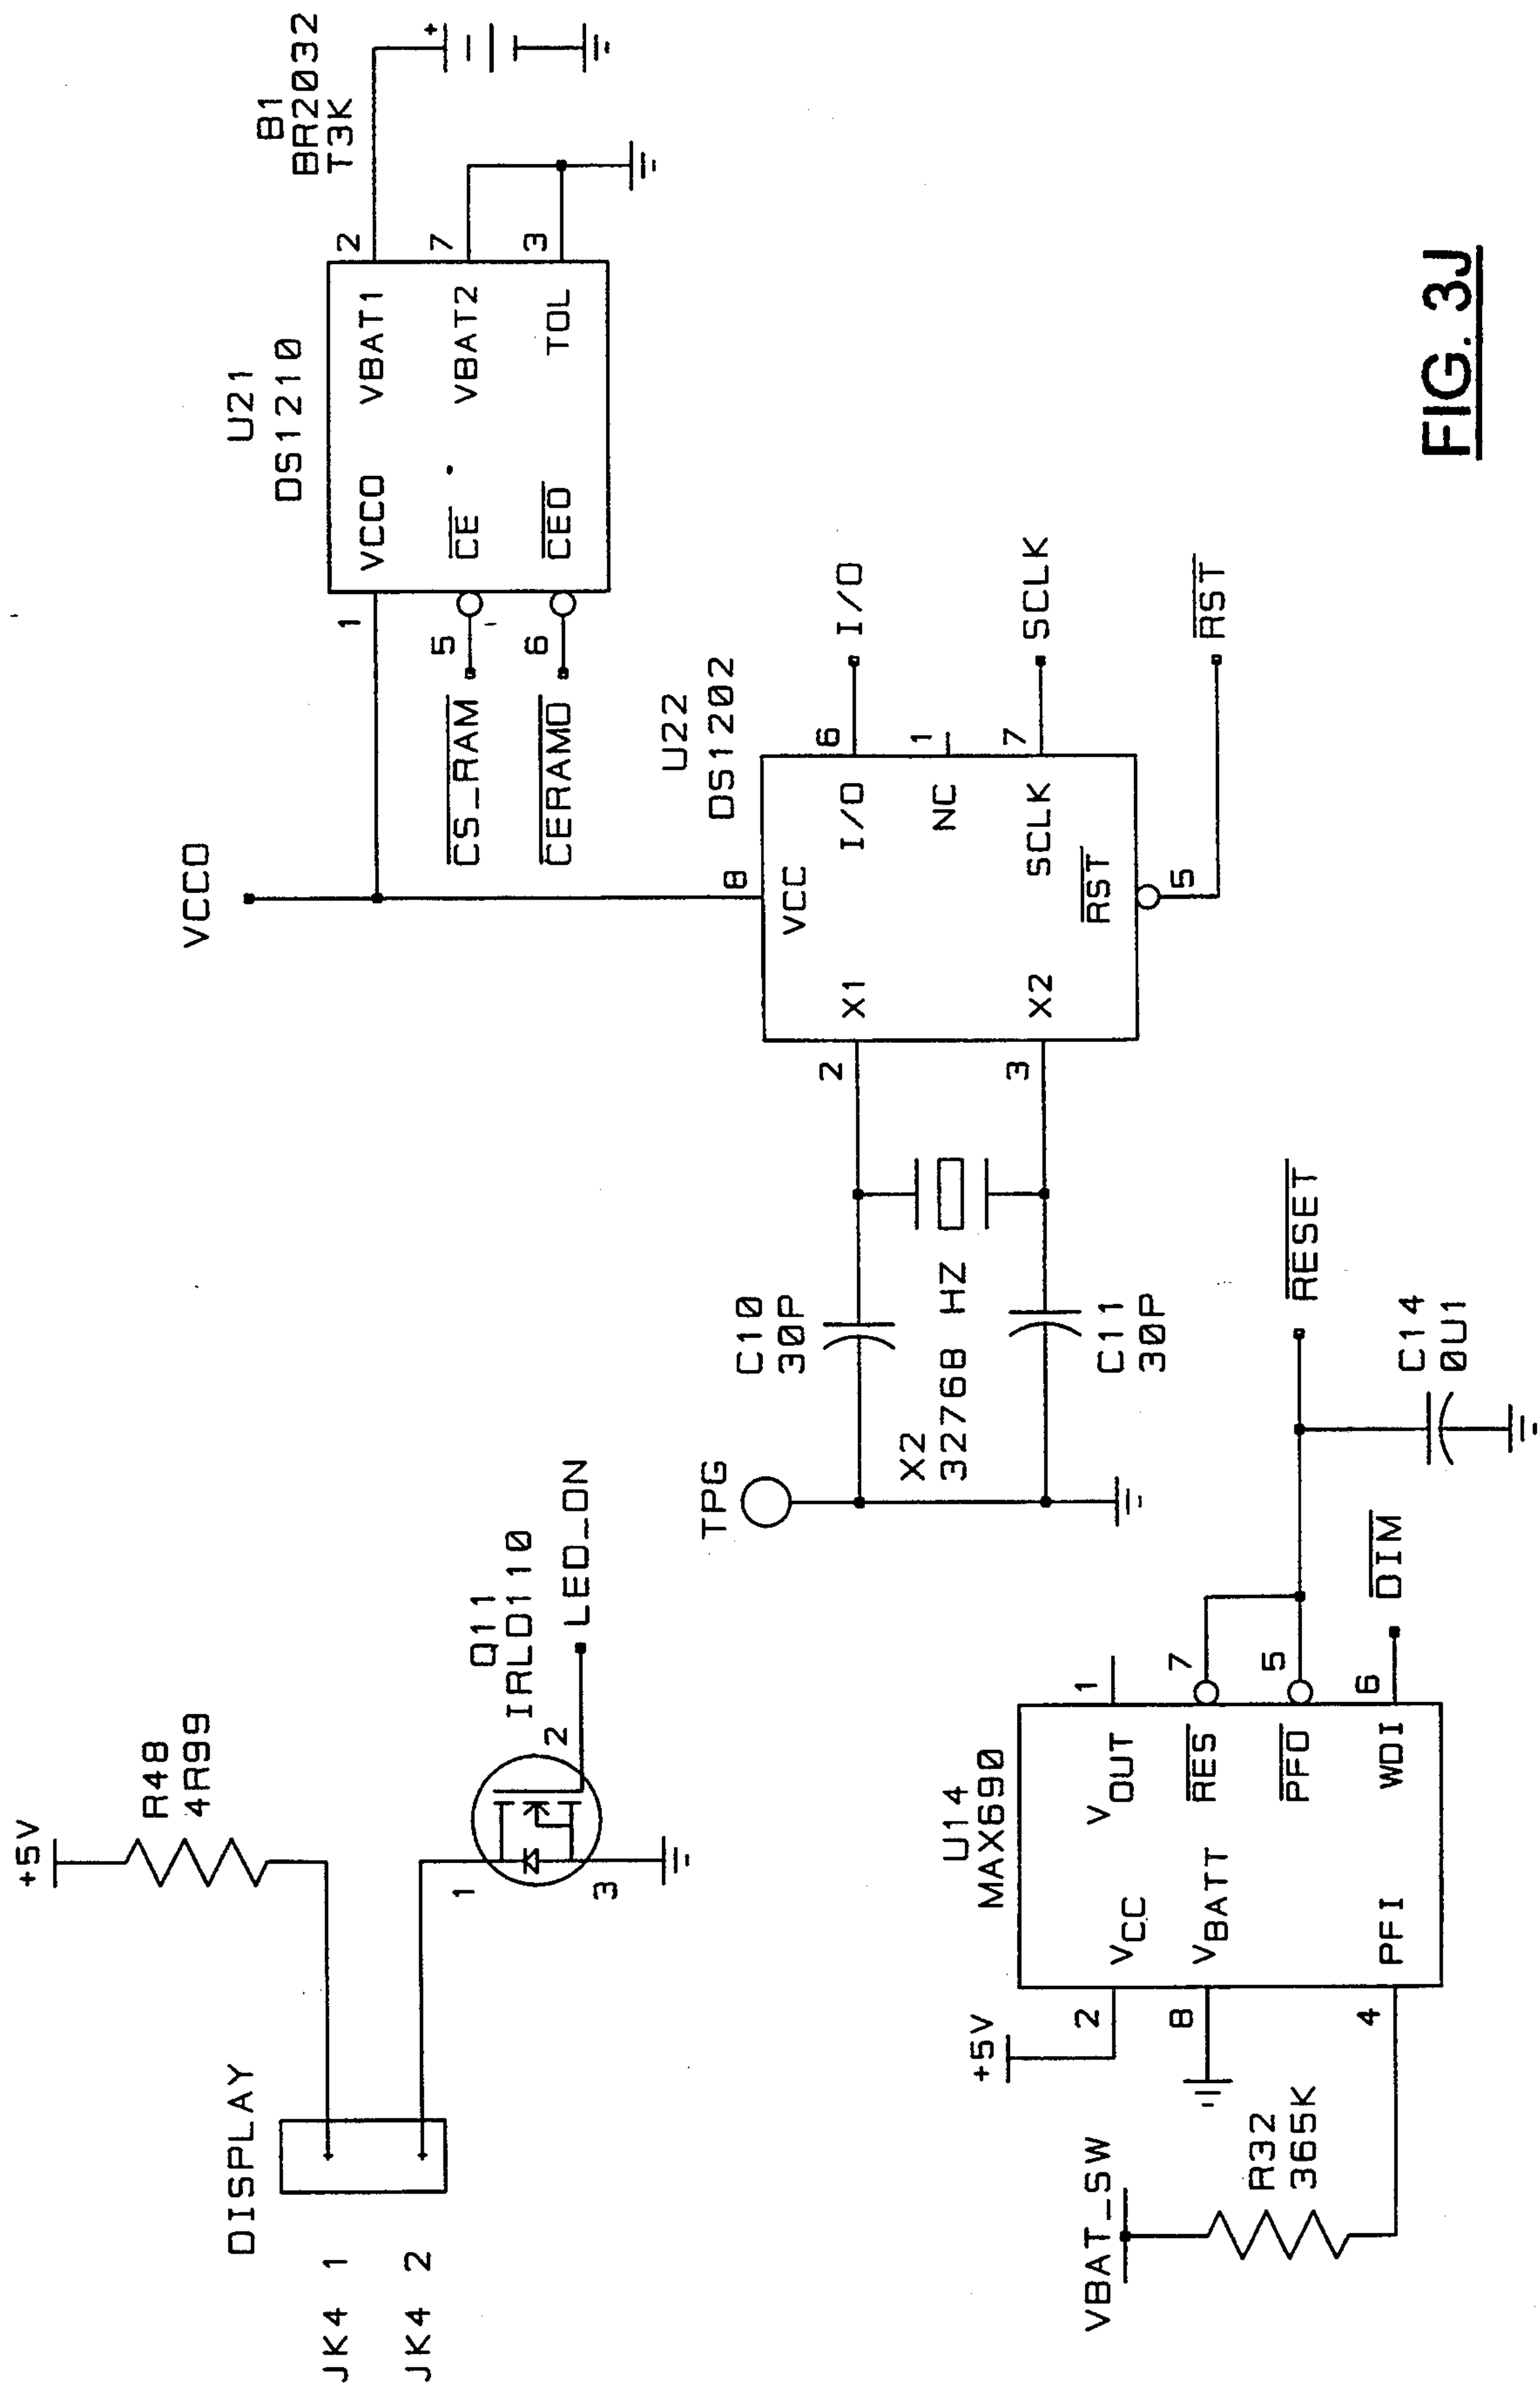 DISPLAY
JK4 1
JK4 2
+5V
R48
4R99
1
3
2
Q11
IRLD110
LED_ON
VCCO
U21
DS1210
1
VCCO
VBAT1
2
B1
BR2032
T3K
+
CS_RAM
5
CE
VBAT2
7
CERAMO
6
CEO
TOL
3
TPG
C10
30P
X2
32768 HZ
C11
30P
U22
DS1202
8
VCC
2
X1
I/O
6
I/O
NC
1
3
X2
SCLK
7
SCLK
RST
5
RST
VBAT_SW
R32
365K
+5V
U14
MAX690
2
VCC
VOUT
1
8
VBATT
RES
7
PFO
5
4
PFI
WDI
6
DIM
RESET
C14
0U1
FIG. 3J